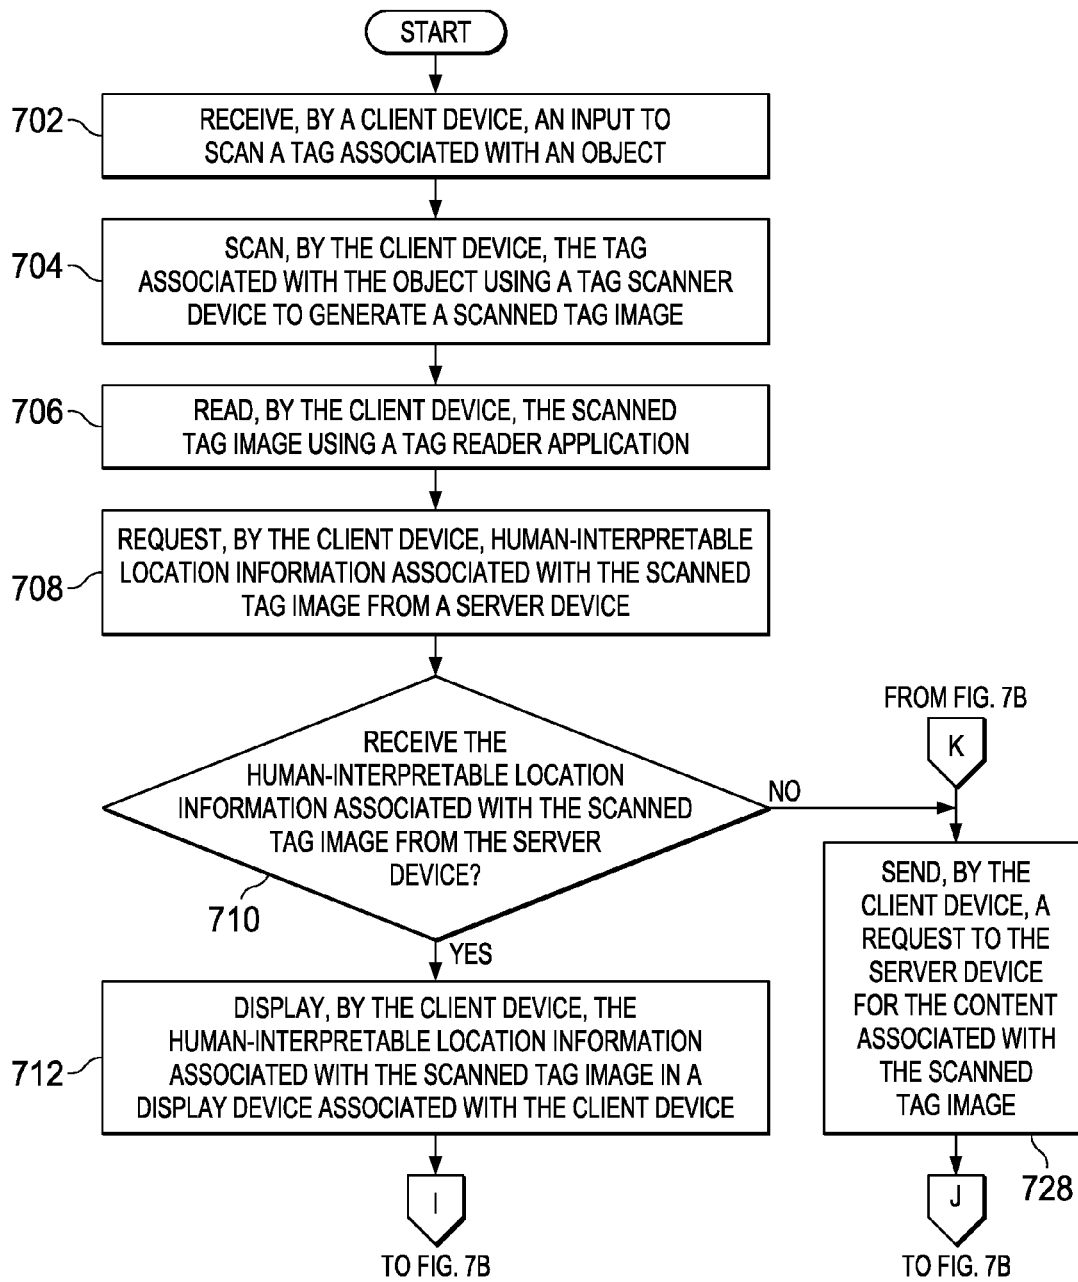 START
702
RECEIVE, BY A CLIENT DEVICE, AN INPUT TO
SCAN A TAG ASSOCIATED WITH AN OBJECT
704
SCAN, BY THE CLIENT DEVICE, THE TAG
ASSOCIATED WITH THE OBJECT USING A TAG SCANNER
DEVICE TO GENERATE A SCANNED TAG IMAGE
706
READ, BY THE CLIENT DEVICE, THE SCANNED
TAG IMAGE USING A TAG READER APPLICATION
708
REQUEST, BY THE CLIENT DEVICE, HUMAN-INTERPRETABLE
LOCATION INFORMATION ASSOCIATED WITH THE SCANNED
TAG IMAGE FROM A SERVER DEVICE
RECEIVE THE
HUMAN-INTERPRETABLE LOCATION
INFORMATION ASSOCIATED WITH THE SCANNED
TAG IMAGE FROM THE SERVER
DEVICE?
710
NO
YES
FROM FIG. 7B
K
SEND, BY THE
CLIENT DEVICE, A
REQUEST TO THE
SERVER DEVICE
FOR THE CONTENT
ASSOCIATED WITH
THE SCANNED
TAG IMAGE
728
712
DISPLAY, BY THE CLIENT DEVICE, THE
HUMAN-INTERPRETABLE LOCATION INFORMATION
ASSOCIATED WITH THE SCANNED TAG IMAGE IN A
DISPLAY DEVICE ASSOCIATED WITH THE CLIENT DEVICE
I
TO FIG. 7B
J
TO FIG. 7B